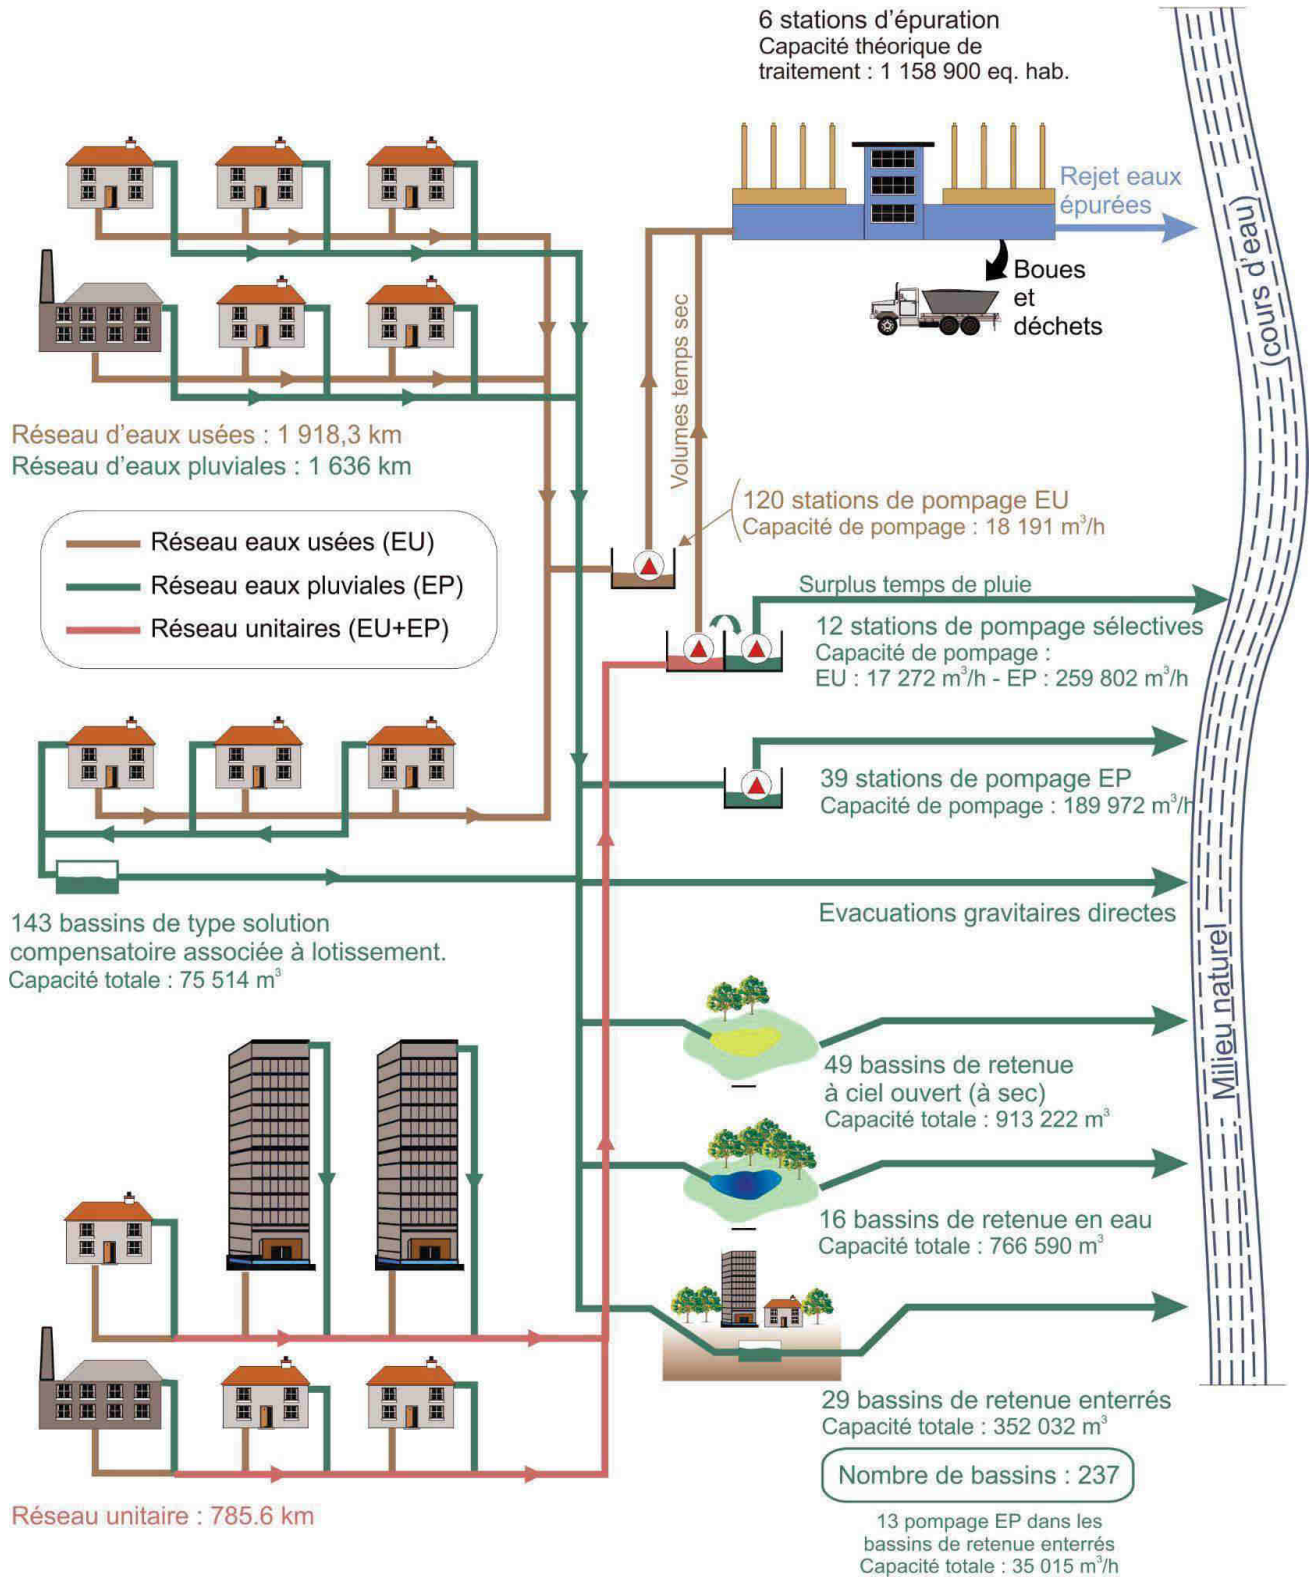 6 stations d'épuration
Capacité théorique de
traitement : 1 158 900 eq. hab.
Rejet eaux
épurées
Boues
et
déchets
(cours d'eau)
Volumes temps sec
Réseau d'eaux usées : 1 918,3 km
Réseau d'eaux pluviales : 1 636 km
Réseau eaux usées (EU)
Réseau eaux pluviales (EP)
Réseau unitaires (EU+EP)
120 stations de pompage EU
Capacité de pompage : 18 191 m³/h
Surplus temps de pluie
12 stations de pompage sélectives
Capacité de pompage :
EU : 17 272 m³/h - EP : 259 802 m³/h
39 stations de pompage EP
Capacité de pompage : 189 972 m³/h
Evacuations gravitaires directes
Milieu naturel
143 bassins de type solution
compensatoire associée à lotissement.
Capacité totale : 75 514 m³
49 bassins de retenue
à ciel ouvert (à sec)
Capacité totale : 913 222 m³
16 bassins de retenue en eau
Capacité totale : 766 590 m³
29 bassins de retenue enterrés
Capacité totale : 352 032 m³
Nombre de bassins : 237
13 pompage EP dans les
bassins de retenue enterrés
Capacité totale : 35 015 m³/h
Réseau unitaire : 785.6 km